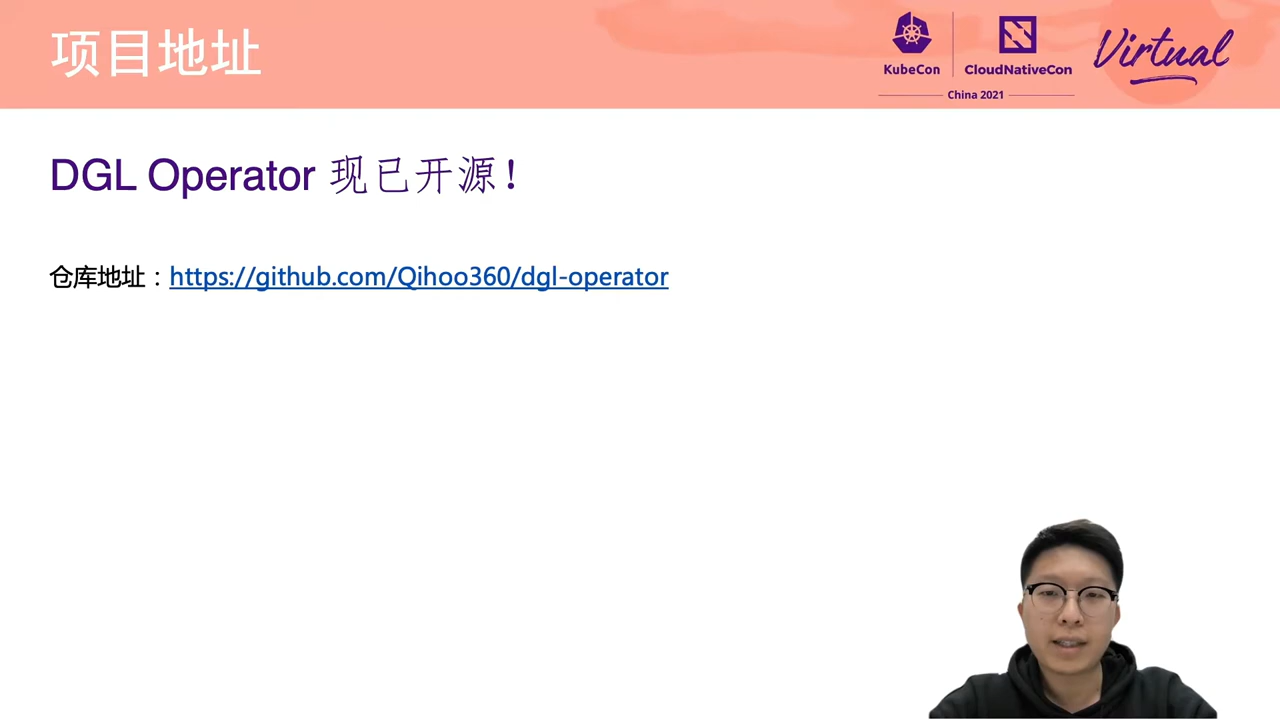 项目地址
KubeCon
CloudNativeCon
China 2021
Virtual
DGL Operator 现已开源！
仓库地址：https://github.com/Qihoo360/dgl-operator